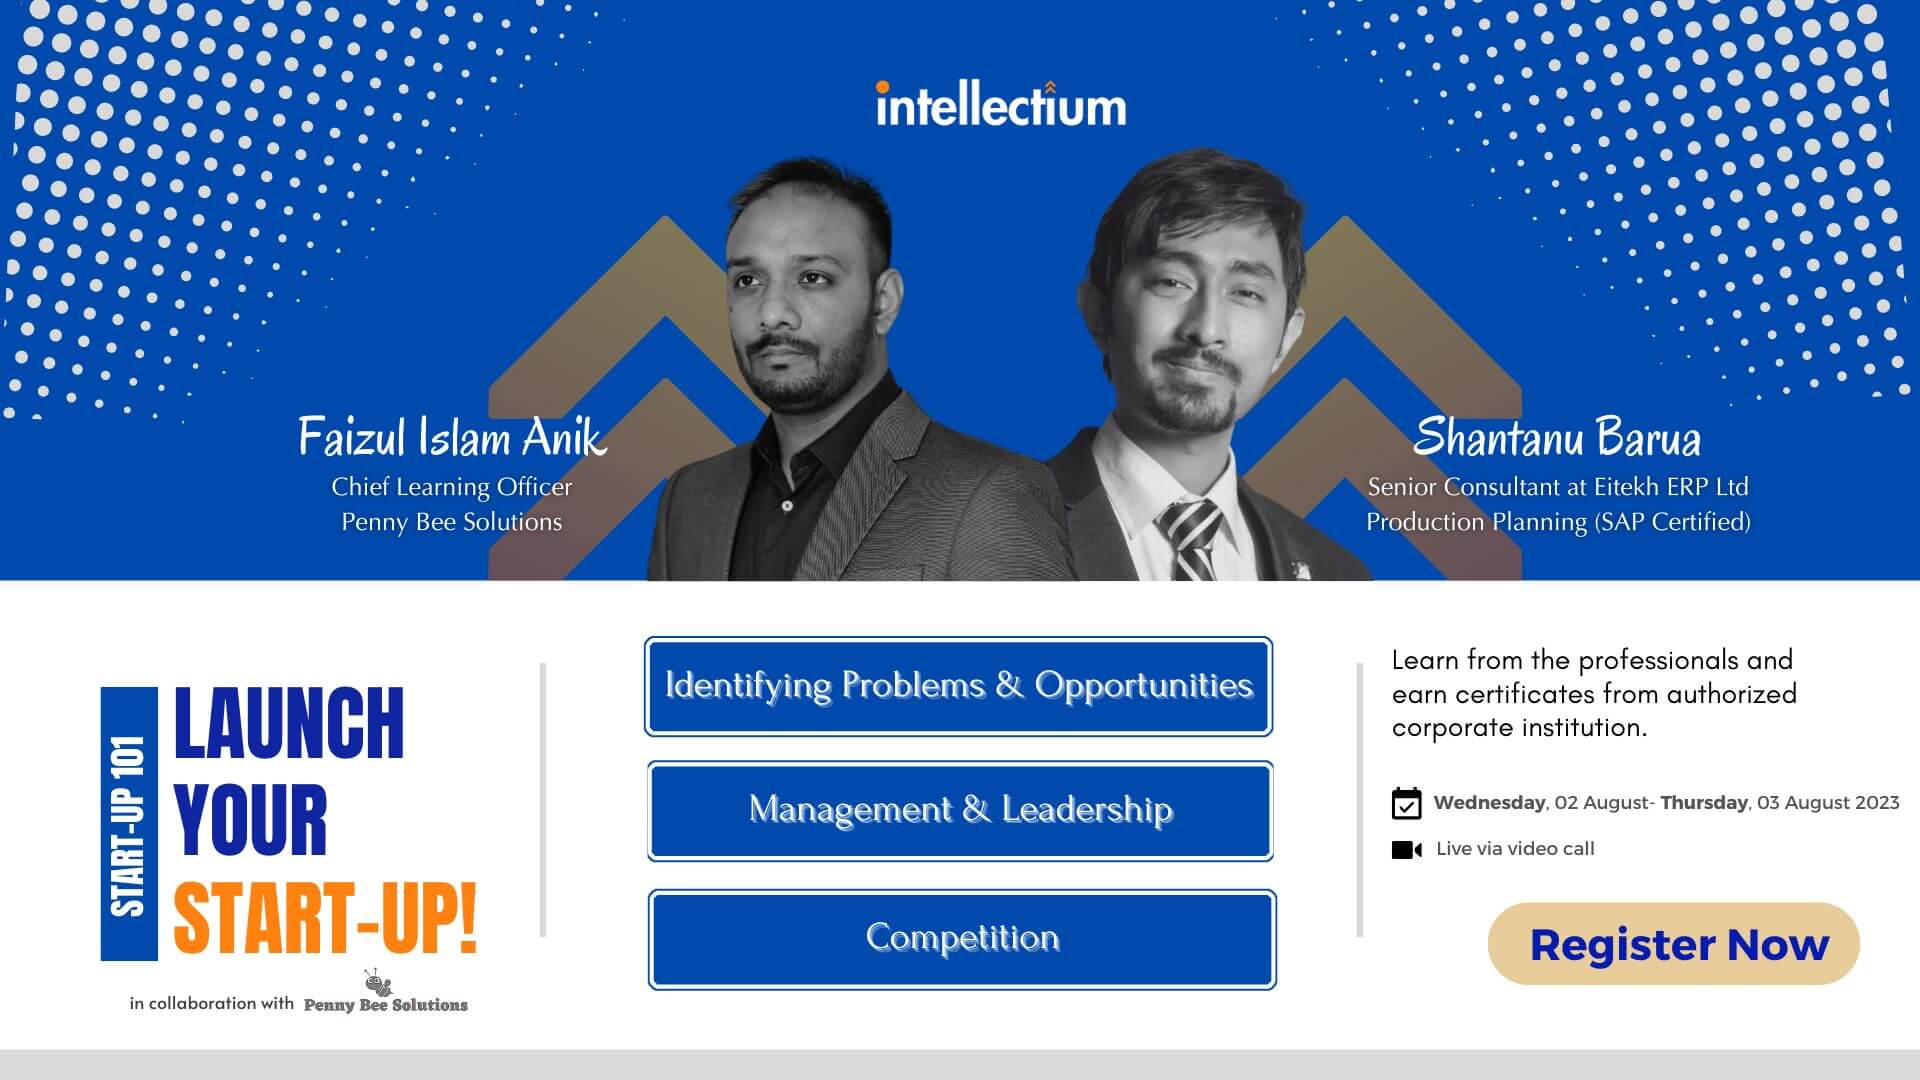 intellectium
Faizul Islam Anik
Chief Learning Officer
Penny Bee Solutions
Shantanu Barua
Senior Consultant at Eitekh ERP Ltd
Production Planning (SAP Certified)
START-UP 101
LAUNCH
YOUR
START-UP!
in collaboration with Penny Bee Solutions
Identifying Problems & Opportunities
Management & Leadership
Competition
Learn from the professionals and
earn certificates from authorized
corporate institution.
Wednesday, 02 August- Thursday, 03 August 2023
Live via video call
Register Now